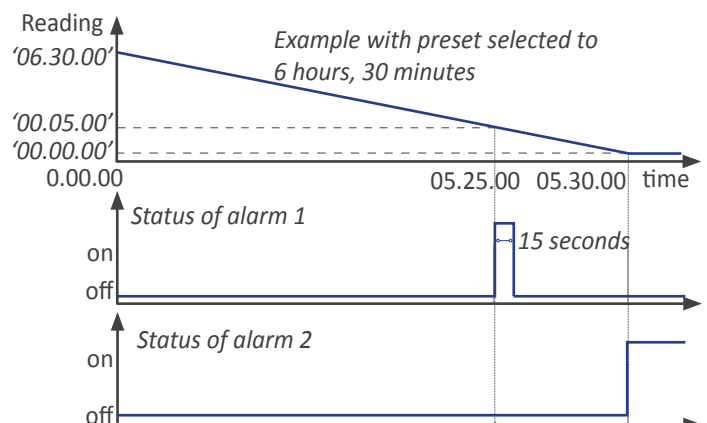 Reading
Example with preset selected to
‘06.30.00’
6 hours, 30 minutes
‘00.05.00’
‘00.00.00’
0.00.00
05.25.00
05.30.00
time
Status of alarm 1
on
15 seconds
off
Status of alarm 2
on
off